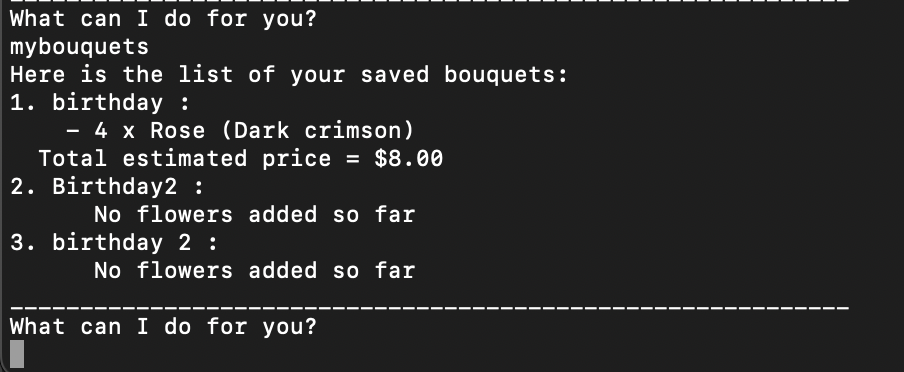 What can I do for you?
mybouquets
Here is the list of your saved bouquets:
1. birthday :
    – 4 x Rose (Dark crimson)
  Total estimated price = $8.00
2. Birthday2 :
      No flowers added so far
3. birthday 2 :
      No flowers added so far
____________________________________________________________
What can I do for you?